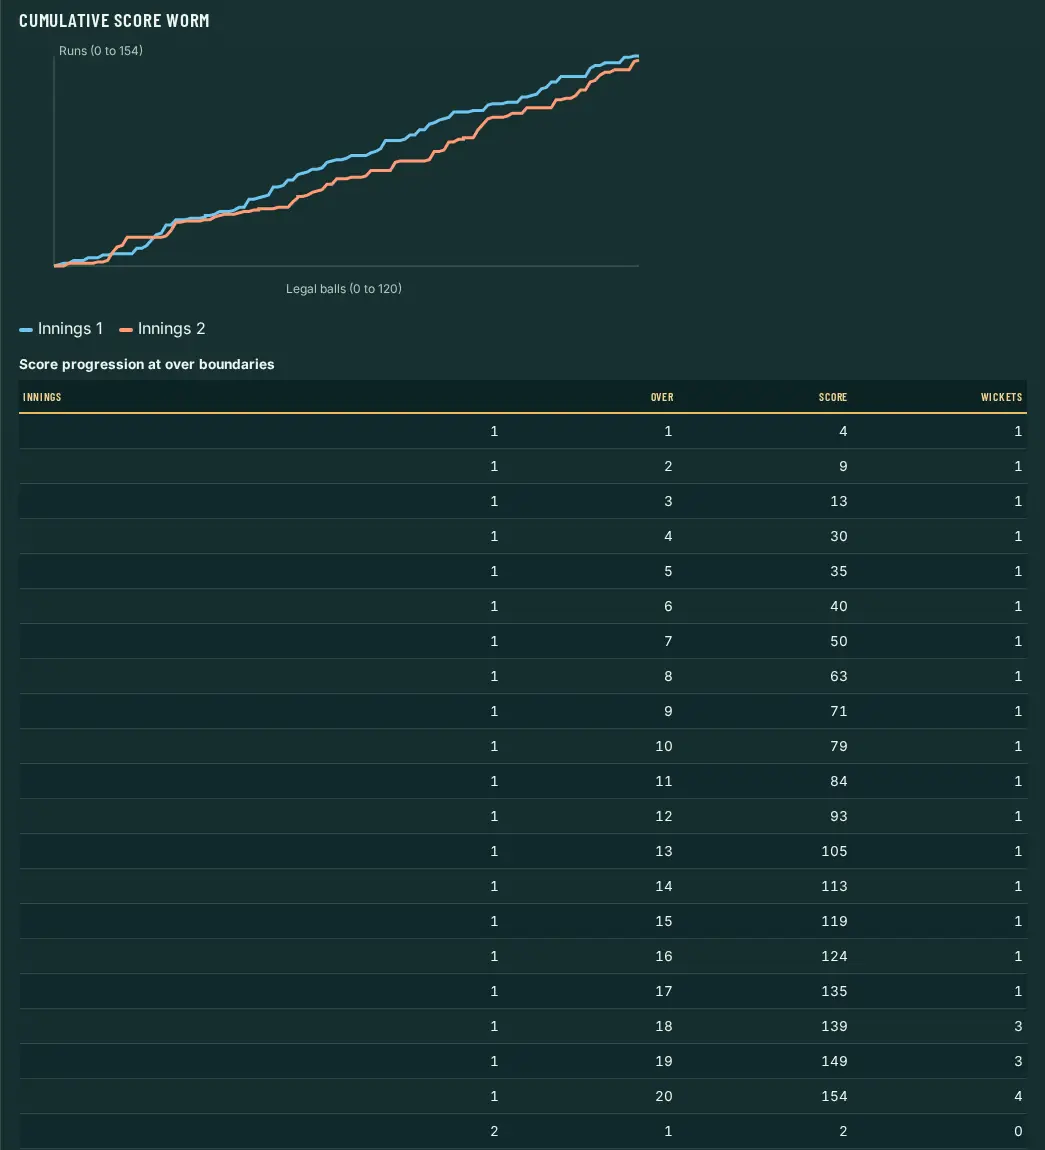 CUMULATIVE SCORE WORM
Runs (0 to 154)
Legal balls (0 to 120)
Innings 1 Innings 2
Score progression at over boundaries
INNINGS OVER SCORE WICKETS
1 1 4 1
1 2 9 1
1 3 13 1
1 4 30 1
1 5 35 1
1 6 40 1
1 7 50 1
1 8 63 1
1 9 71 1
1 10 79 1
1 11 84 1
1 12 93 1
1 13 105 1
1 14 113 1
1 15 119 1
1 16 124 1
1 17 135 1
1 18 139 3
1 19 149 3
1 20 154 4
2 1 2 0